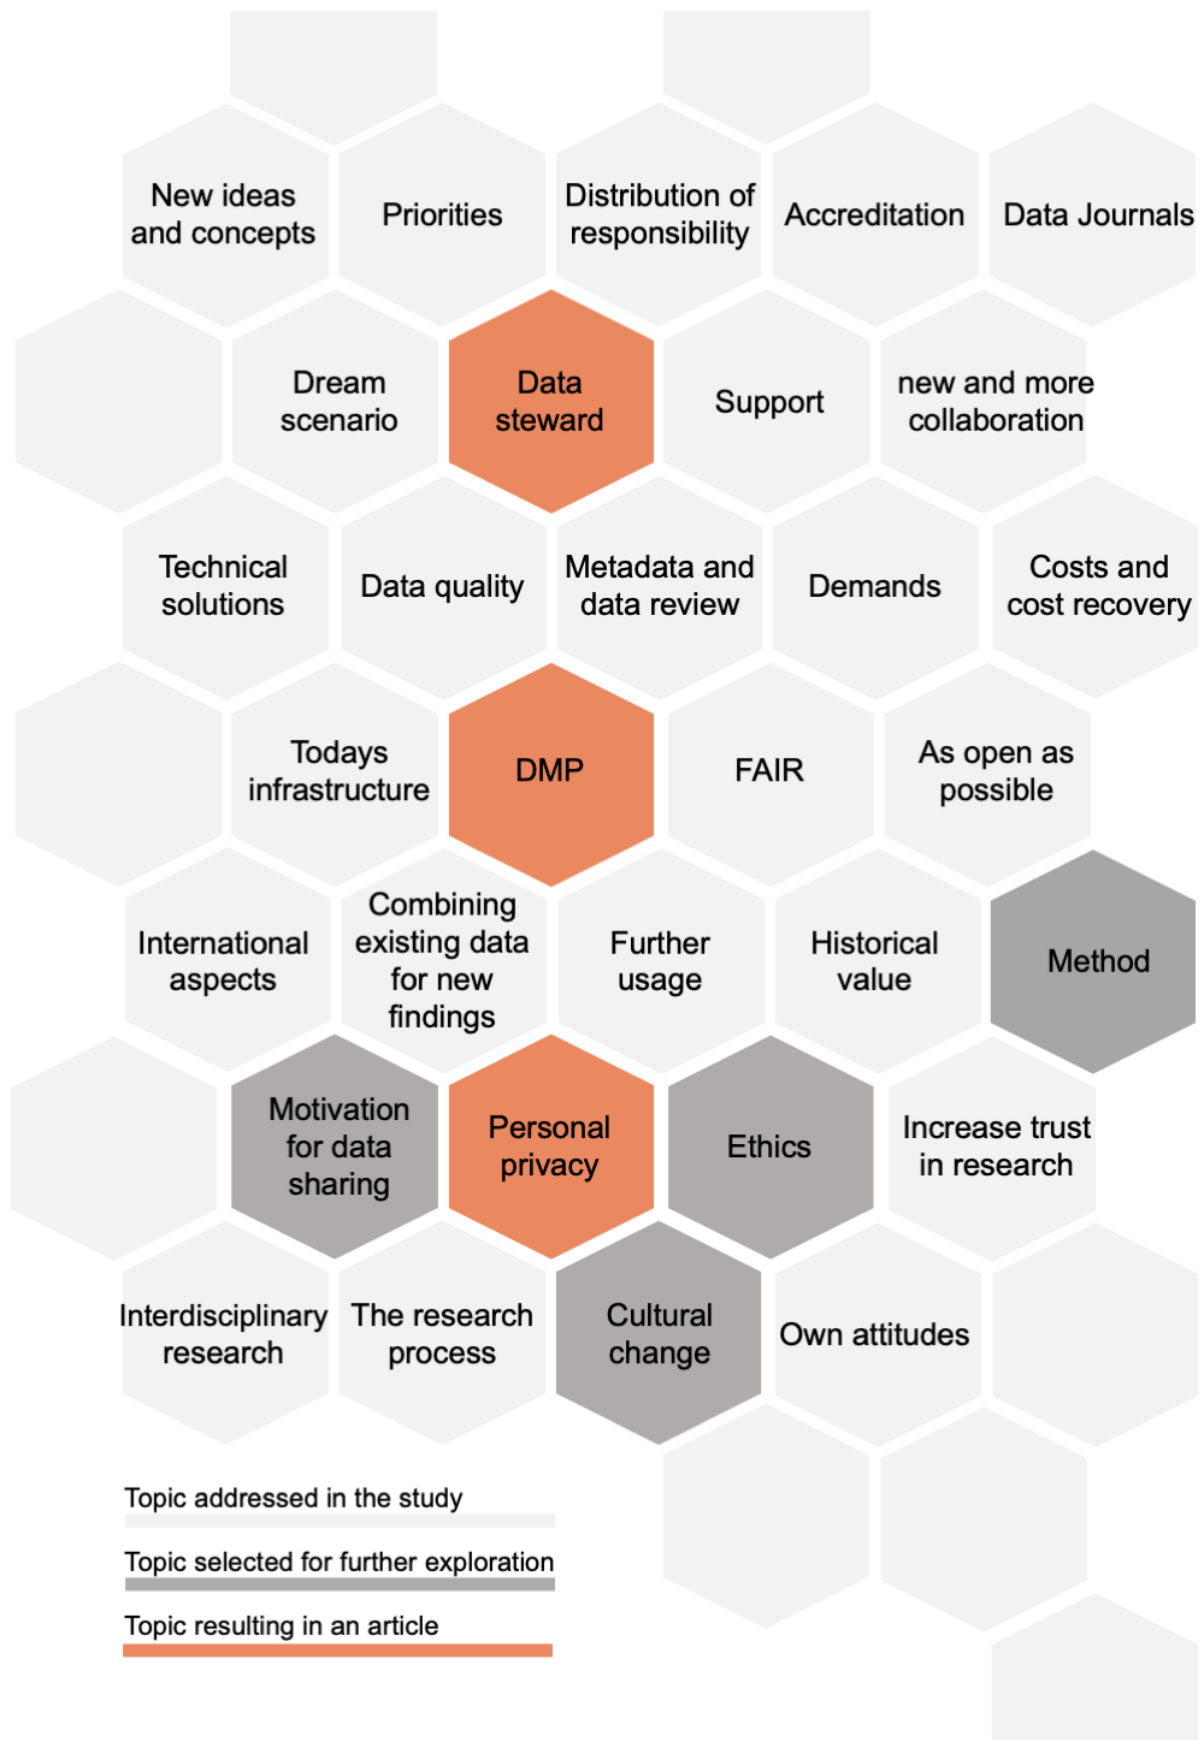 New ideas
and concepts
Priorities
Distribution of
responsibility
Accreditation
Data Journals
Dream
scenario
Data
steward
Support
new and more
collaboration
Technical
solutions
Data quality
Metadata and
data review
Demands
Costs and
cost recovery
Todays
infrastructure
DMP
FAIR
As open as
possible
International
aspects
Combining
existing data
for new
findings
Further
usage
Historical
value
Method
Motivation
for data
sharing
Personal
privacy
Ethics
Increase trust
in research
Interdisciplinary
research
The research
process
Cultural
change
Own attitudes
Topic addressed in the study
Topic selected for further exploration
Topic resulting in an article